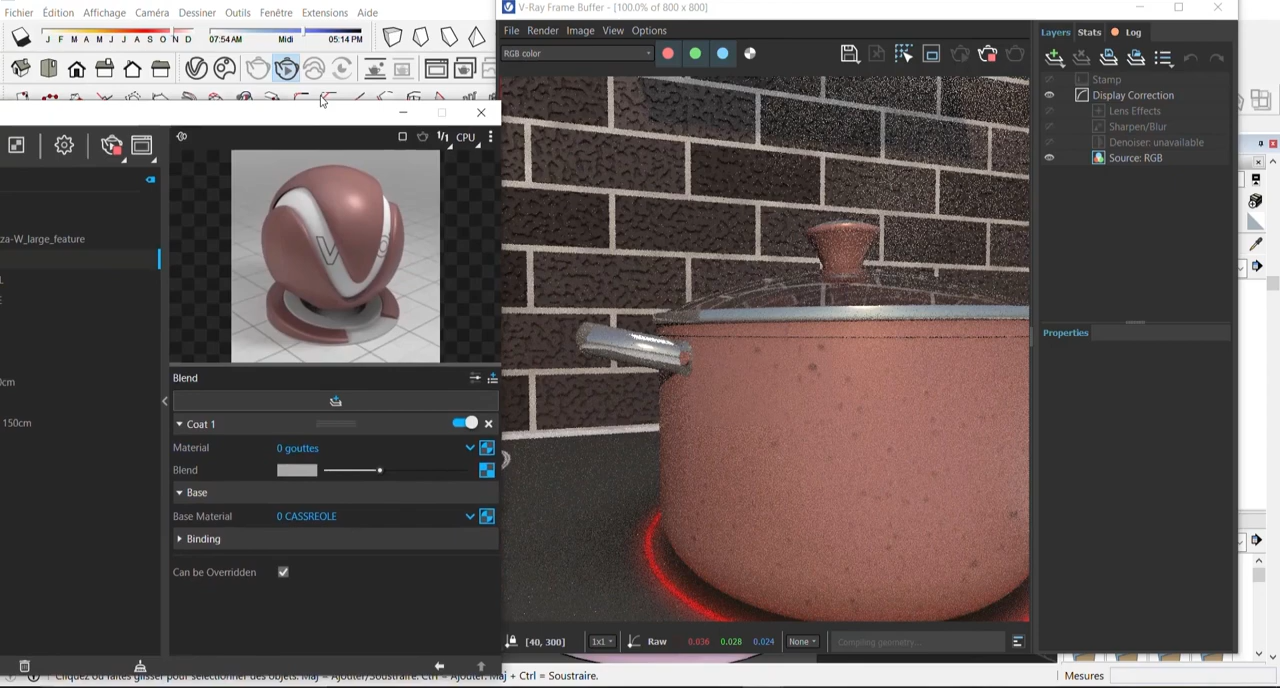 Fichier Édition Affichage Caméra Dessiner Outils Fenêtre Extensions Aide
J F M A M J J A S O N D 07:54 AM Midi 05:14 PM
V-Ray Frame Buffer - [100.0% of 800 x 800]
File Render Image View Options
RGB color
Layers Stats Log
Stamp
Display Correction
Lens Effects
Sharpen/Blur
Denoiser: unavailable
Source: RGB
Properties
1/1 CPU
za-W_large_feature
0cm
150cm
Blend
Coat 1
Material 0 gouttes
Blend
Base
Base Material 0 CASSREOLE
Binding
Can be Overridden
[40, 300] 1x1 Raw 0.036 0.028 0.024 None Compiling geometry...
Cliquez ou faites glisser pour sélectionner des objets. Maj = Ajouter/Soustraire. Ctrl = Ajouter. Maj + Ctrl = Soustraire.
Mesures